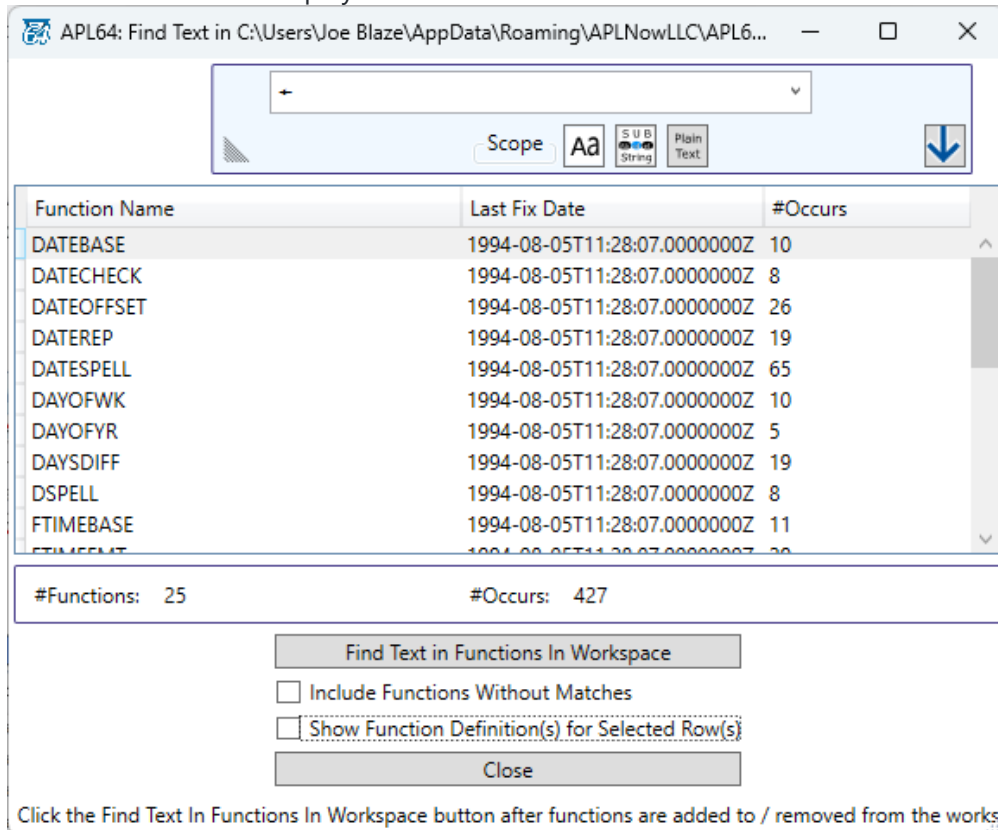 APL64: Find Text in C:\Users\Joe Blaze\AppData\Roaming\APLNowLLC\APL6...
←
Scope Aa SUB String Plain Text
Function Name Last Fix Date #Occurs
DATEBASE 1994-08-05T11:28:07.0000000Z 10
DATECHECK 1994-08-05T11:28:07.0000000Z 8
DATEOFFSET 1994-08-05T11:28:07.0000000Z 26
DATEREP 1994-08-05T11:28:07.0000000Z 19
DATESPELL 1994-08-05T11:28:07.0000000Z 65
DAYOFWK 1994-08-05T11:28:07.0000000Z 10
DAYOFYR 1994-08-05T11:28:07.0000000Z 5
DAYSDIFF 1994-08-05T11:28:07.0000000Z 19
DSPELL 1994-08-05T11:28:07.0000000Z 8
FTIMEBASE 1994-08-05T11:28:07.0000000Z 11
#Functions: 25 #Occurs: 427
Find Text in Functions In Workspace
Include Functions Without Matches
Show Function Definition(s) for Selected Row(s)
Close
Click the Find Text In Functions In Workspace button after functions are added to / removed from the works